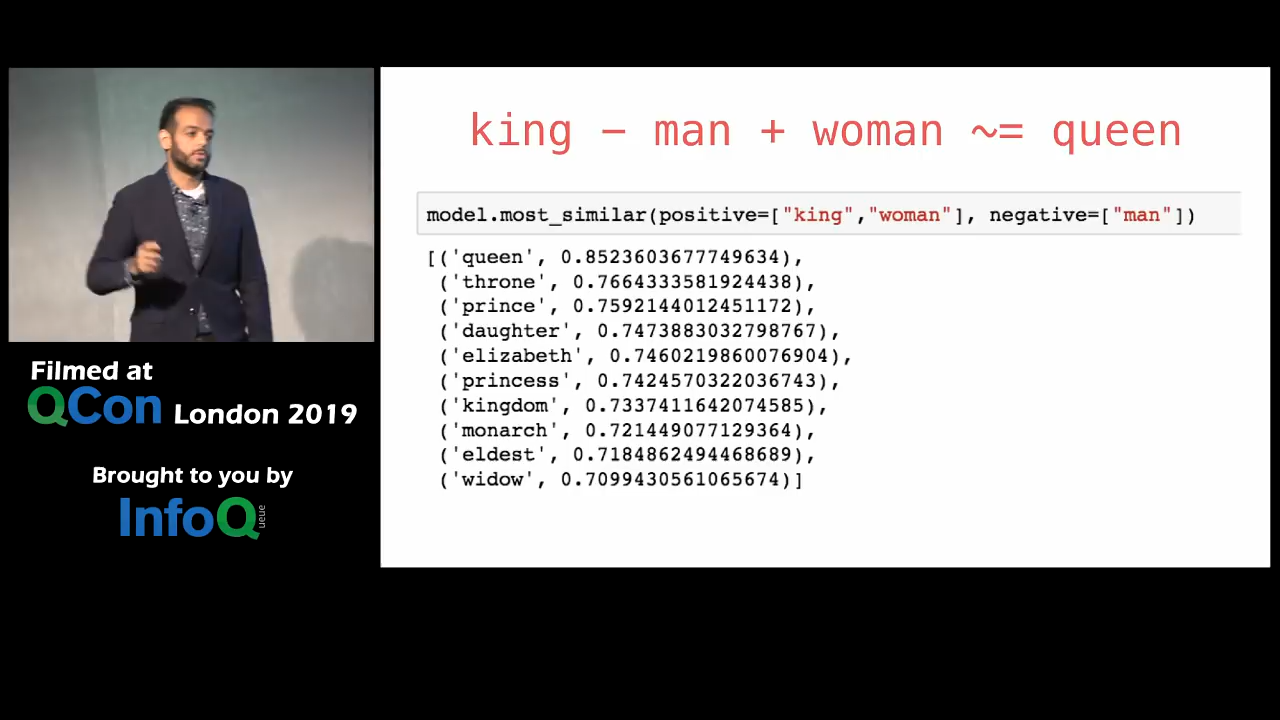 king − man + woman ~= queen
model.most_similar(positive=["king","woman"], negative=["man"])
[('queen', 0.8523603677749634),
('throne', 0.7664333581924438),
('prince', 0.7592144012451172),
('daughter', 0.7473883032798767),
('elizabeth', 0.7460219860076904),
('princess', 0.7424570322036743),
('kingdom', 0.7337411642074585),
('monarch', 0.721449077129364),
('eldest', 0.7184862494468689),
('widow', 0.7099430561065674)]
Filmed at
QCon London 2019
Brought to you by
InfoQ
ueue